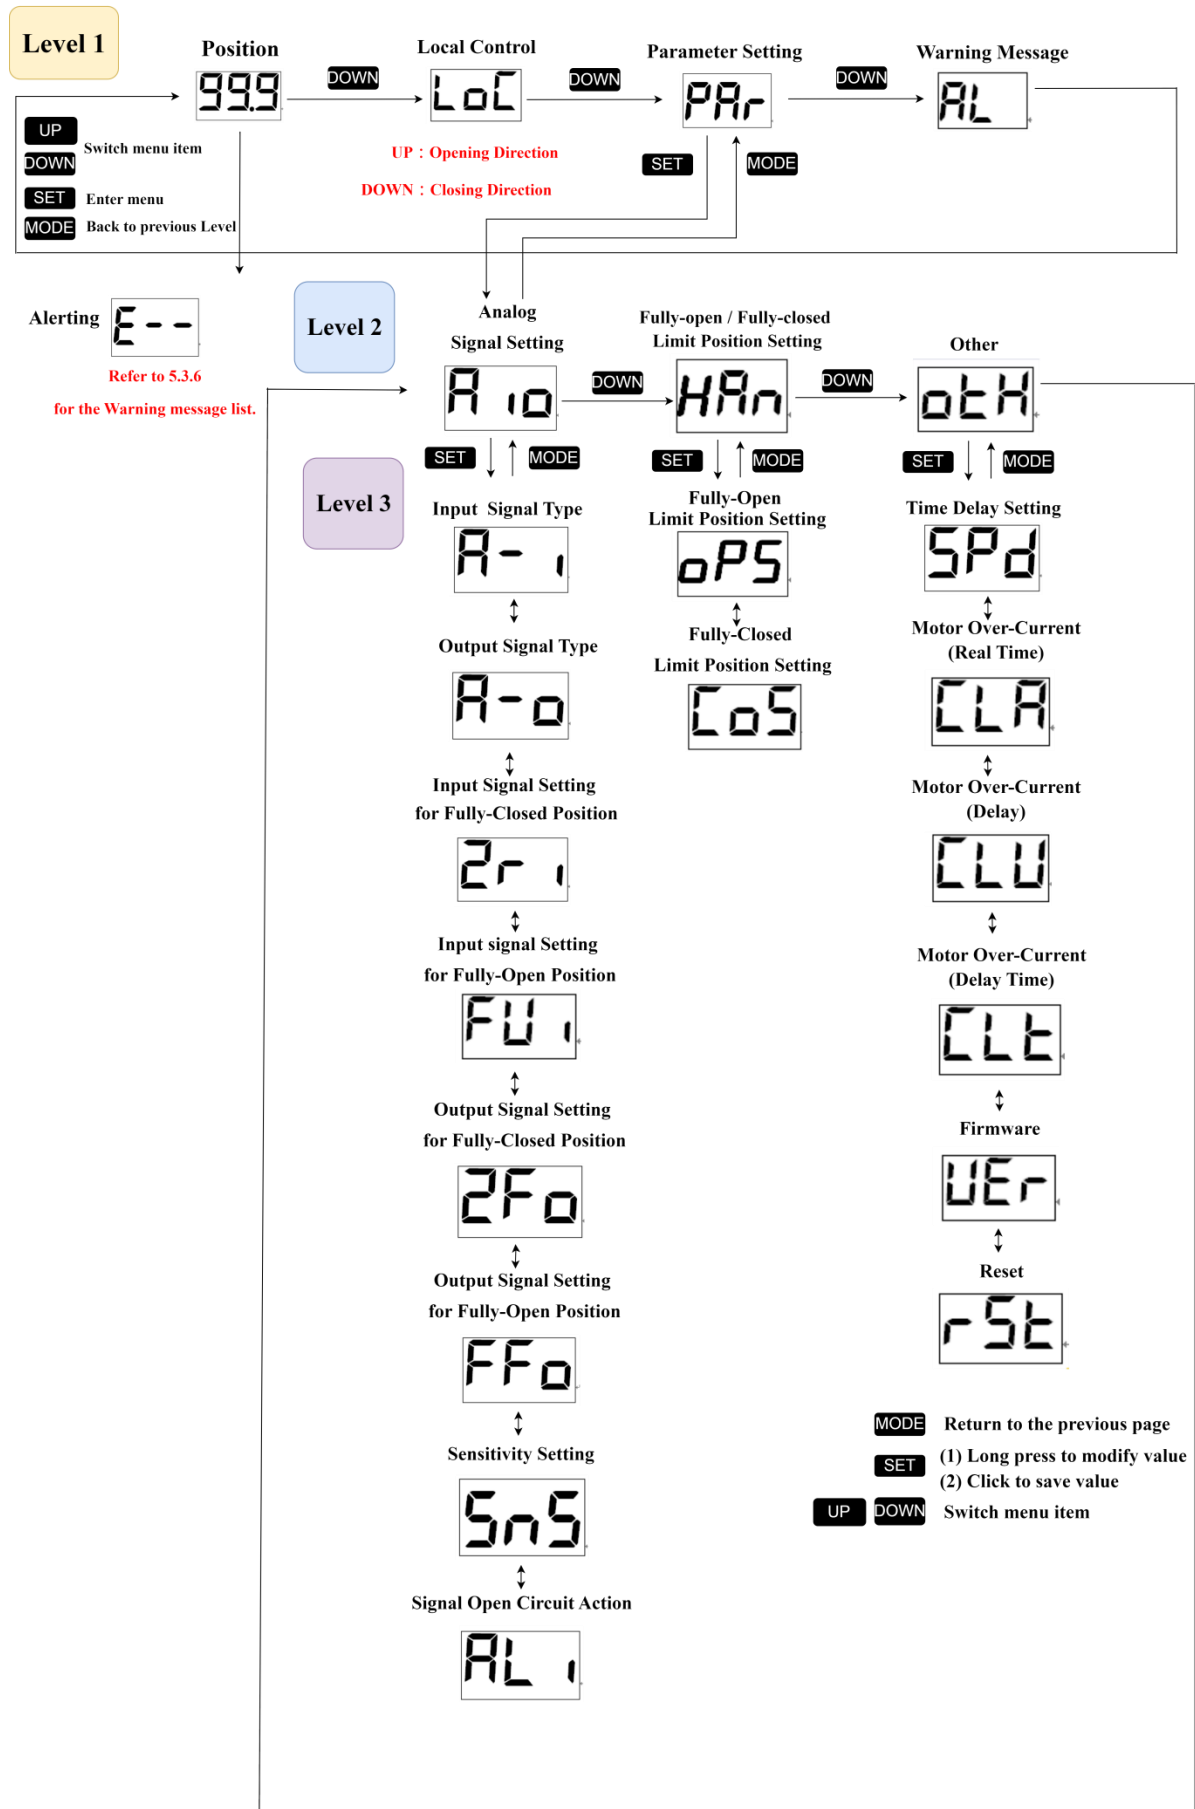 Level 1
Position
Local Control
Parameter Setting
Warning Message
99.9
DOWN
LoC
DOWN
PAr
DOWN
AL
UP
DOWN
Switch menu item
SET
Enter menu
MODE
Back to previous Level
UP：Opening Direction
DOWN：Closing Direction
SET
MODE
Alerting
E--
Refer to 5.3.6
for the Warning message list.
Level 2
Analog
Signal Setting
A io
DOWN
Fully-open / Fully-closed
Limit Position Setting
HAn
DOWN
Other
otH
SET
MODE
SET
MODE
SET
MODE
Level 3
Input Signal Type
A-i
Output Signal Type
A-o
Input Signal Setting
for Fully-Closed Position
2r i
Input signal Setting
for Fully-Open Position
FU i
Output Signal Setting
for Fully-Closed Position
2Fo
Output Signal Setting
for Fully-Open Position
FFo
Sensitivity Setting
SnS
Signal Open Circuit Action
AL i
Fully-Open
Limit Position Setting
oPS
Fully-Closed
Limit Position Setting
CoS
Time Delay Setting
SPd
Motor Over-Current
(Real Time)
CLA
Motor Over-Current
(Delay)
CLU
Motor Over-Current
(Delay Time)
CLt
Firmware
UEr
Reset
rSt
MODE
Return to the previous page
SET
(1) Long press to modify value
(2) Click to save value
UP
DOWN
Switch menu item